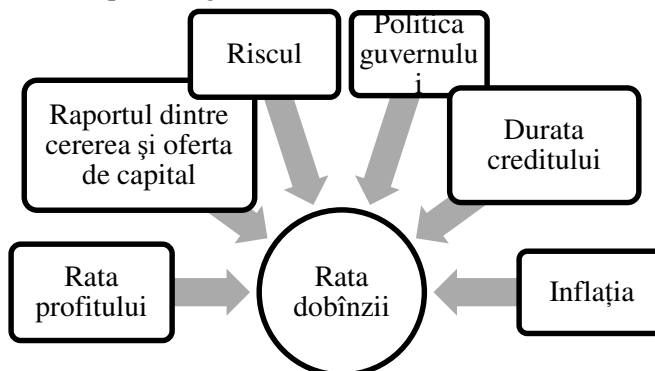 Riscul
Politica
guvernulu
i
Raportul dintre
cererea şi oferta
de capital
Durata
creditului
Rata
profitului
Rata
dobînzii
Inflaţia